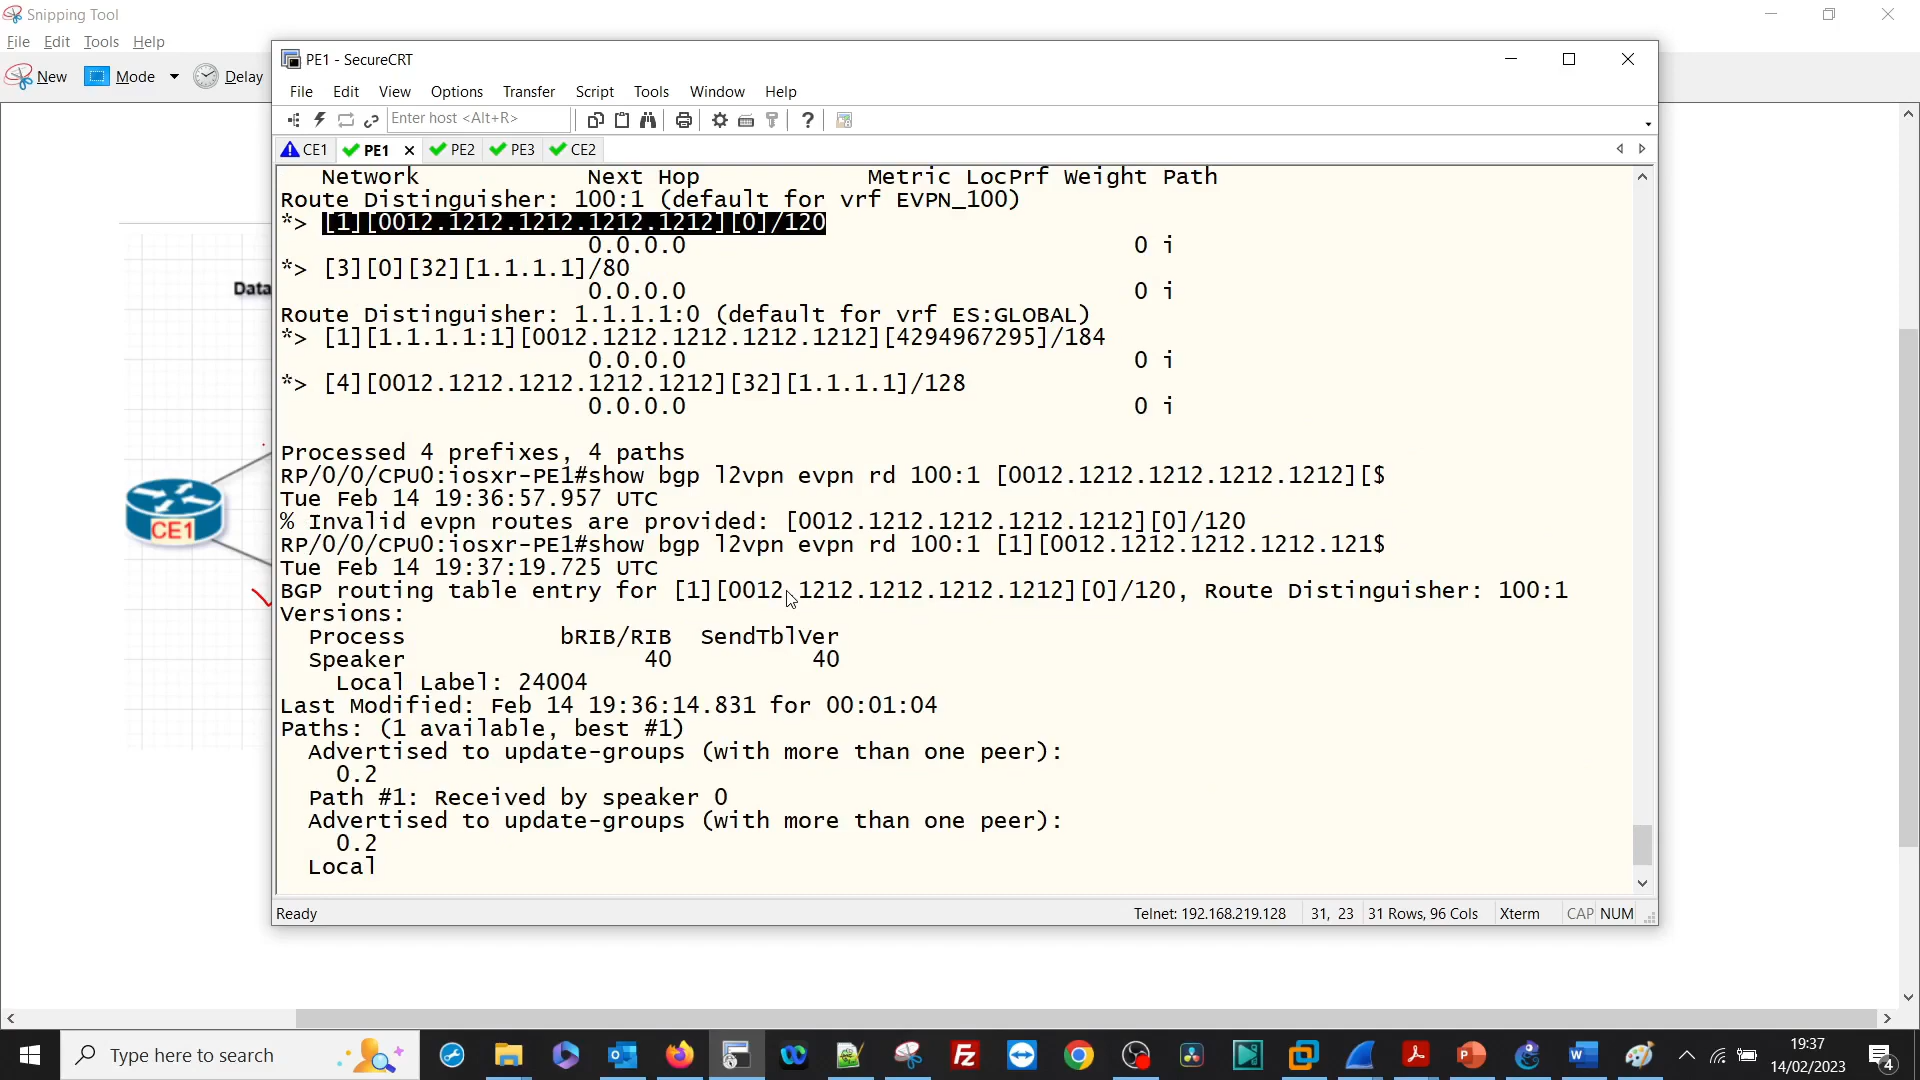 Snipping Tool
File Edit Tools Help
New Mode Delay
PE1 - SecureCRT
File Edit View Options Transfer Script Tools Window Help
Enter host <Alt+R>
CE1 PE1 PE2 PE3 CE2
Network Next Hop Metric LocPrf Weight Path
Route Distinguisher: 100:1 (default for vrf EVPN_100)
*> [1][0012.1212.1212.1212.1212][0]/120
0.0.0.0 0 i
*> [3][0][32][1.1.1.1]/80
0.0.0.0 0 i
Route Distinguisher: 1.1.1.1:0 (default for vrf ES:GLOBAL)
*> [1][1.1.1.1:1][0012.1212.1212.1212.1212][4294967295]/184
0.0.0.0 0 i
*> [4][0012.1212.1212.1212.1212][32][1.1.1.1]/128
0.0.0.0 0 i
Processed 4 prefixes, 4 paths
RP/0/0/CPU0:iosxr-PE1#show bgp l2vpn evpn rd 100:1 [0012.1212.1212.1212.1212][$
Tue Feb 14 19:36:57.957 UTC
% Invalid evpn routes are provided: [0012.1212.1212.1212.1212][0]/120
RP/0/0/CPU0:iosxr-PE1#show bgp l2vpn evpn rd 100:1 [1][0012.1212.1212.1212.121$
Tue Feb 14 19:37:19.725 UTC
BGP routing table entry for [1][0012.1212.1212.1212.1212][0]/120, Route Distinguisher: 100:1
Versions:
Process bRIB/RIB SendTblVer
Speaker 40 40
Local Label: 24004
Last Modified: Feb 14 19:36:14.831 for 00:01:04
Paths: (1 available, best #1)
Advertised to update-groups (with more than one peer):
0.2
Path #1: Received by speaker 0
Advertised to update-groups (with more than one peer):
0.2
Local
Data
CE1
Ready Telnet: 192.168.219.128 31, 23 31 Rows, 96 Cols Xterm CAP NUM
Type here to search
19:37
14/02/2023
4